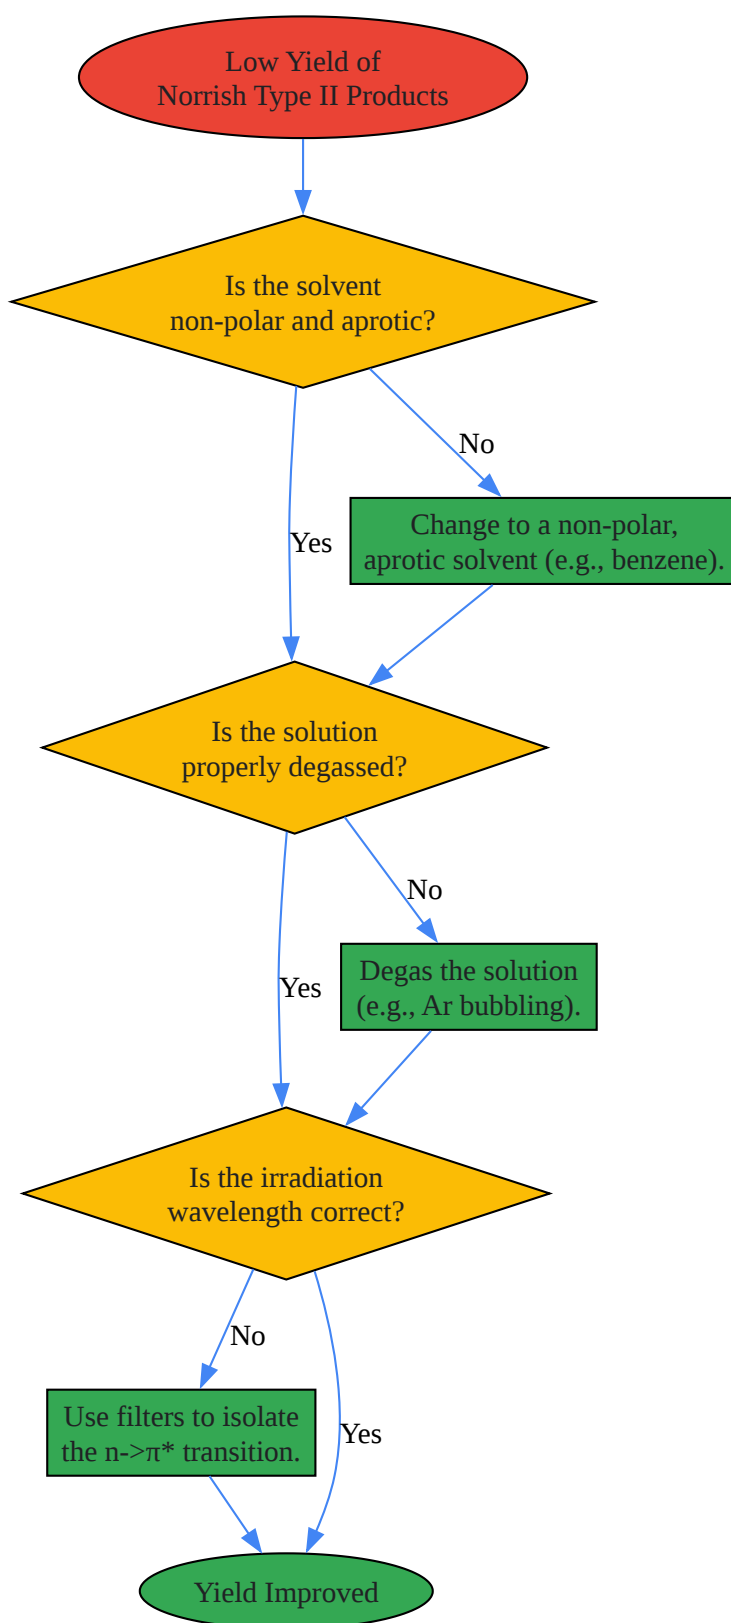 Low Yield of
Norrish Type II Products
Is the solvent
non-polar and aprotic?
No
Change to a non-polar,
aprotic solvent (e.g., benzene).
Yes
Is the solution
properly degassed?
No
Degas the solution
(e.g., Ar bubbling).
Yes
Is the irradiation
wavelength correct?
No
Use filters to isolate
the n->π* transition.
Yes
Yield Improved